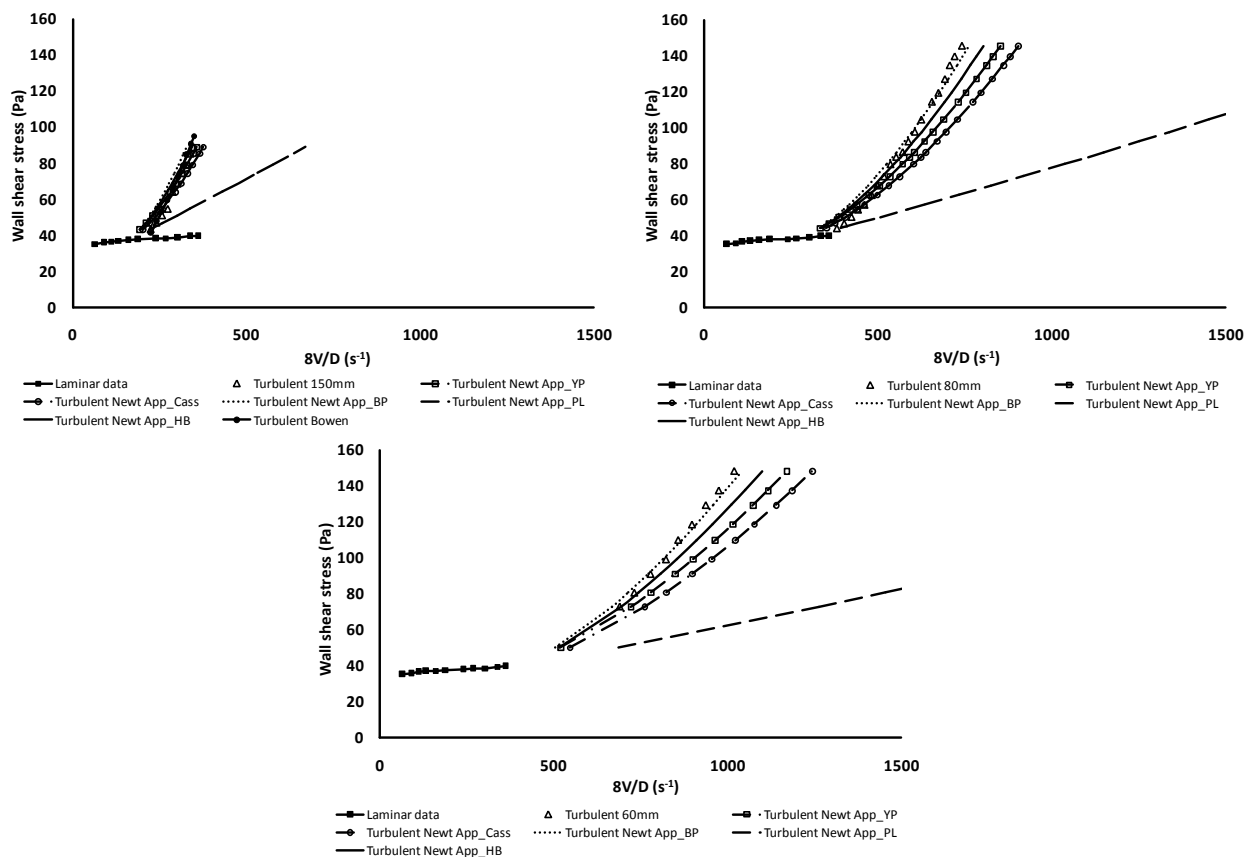 160
140
120
100
80
60
40
20
0
Wall shear stress (Pa)
0 500 1000 1500
8V/D (s⁻¹)
Laminar data Turbulent 150mm Turbulent Newt App_YP
Turbulent Newt App_Cass Turbulent Newt App_BP Turbulent Newt App_PL
Turbulent Newt App_HB Turbulent Bowen
160
140
120
100
80
60
40
20
0
Wall shear stress (Pa)
0 500 1000 1500
8V/D (s⁻¹)
Laminar data Turbulent 80mm Turbulent Newt App_YP
Turbulent Newt App_Cass Turbulent Newt App_BP Turbulent Newt App_PL
Turbulent Newt App_HB
160
140
120
100
80
60
40
20
0
Wall shear stress (Pa)
0 500 1000 1500
8V/D (s⁻¹)
Laminar data Turbulent 60mm Turbulent Newt App_YP
Turbulent Newt App_Cass Turbulent Newt App_BP Turbulent Newt App_PL
Turbulent Newt App_HB